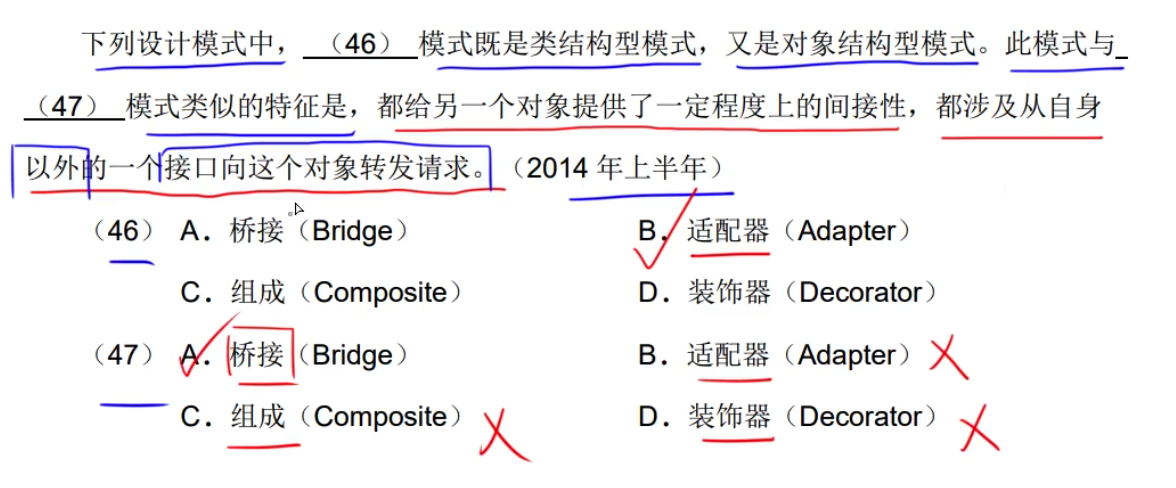 下列设计模式中，（46）模式既是类结构型模式，又是对象结构型模式。此模式与
（47）模式类似的特征是，都给另一个对象提供了一定程度上的间接性，都涉及从自身
以外的一个接口向这个对象转发请求。（2014 年上半年）
（46） A．桥接（Bridge） B．适配器（Adapter）
C．组成（Composite） D．装饰器（Decorator）
（47） A．桥接（Bridge） B．适配器（Adapter）
C．组成（Composite） D．装饰器（Decorator）